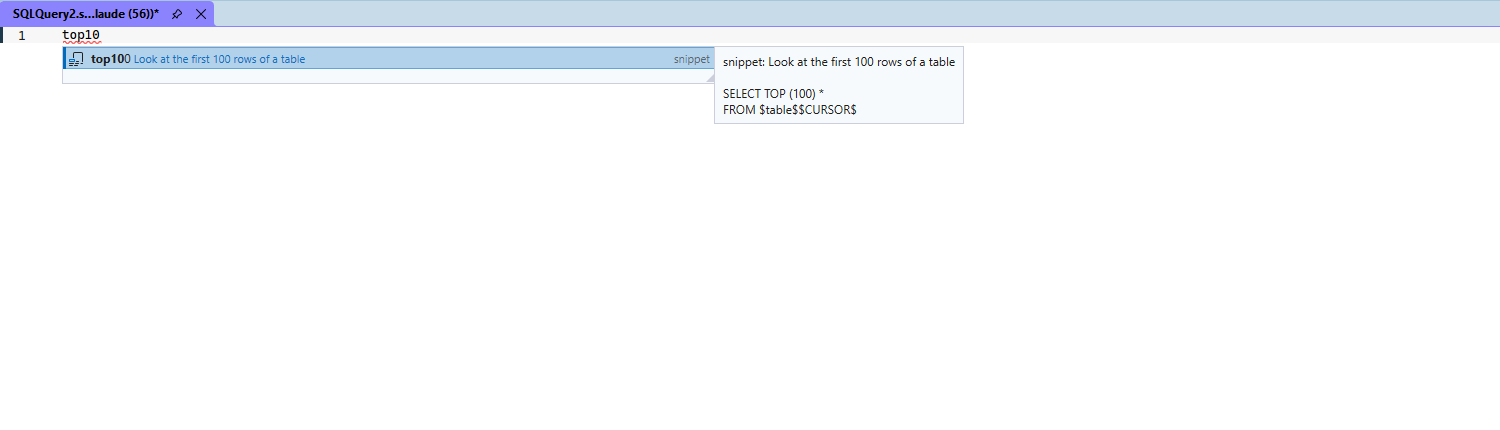 SQLQuery2.s...laude (56))*
1 top10
top100 Look at the first 100 rows of a table snippet
snippet: Look at the first 100 rows of a table
SELECT TOP (100) *
FROM $table$$CURSOR$